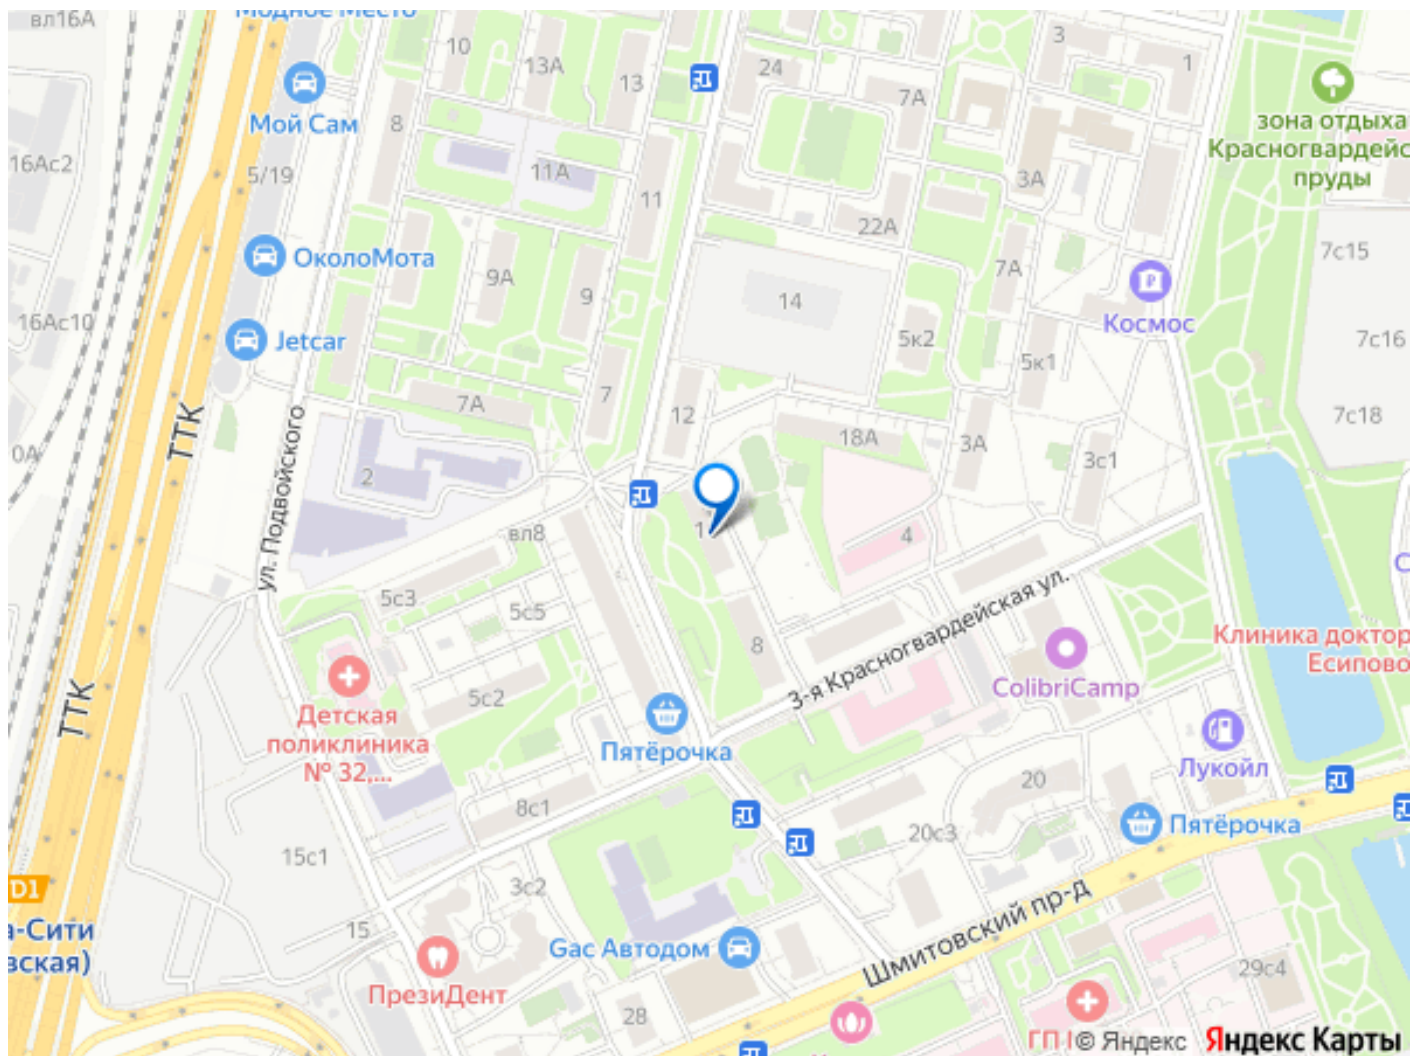 вл16А
Модное Место
10
13А
13
24
3
1
7А
зона отдыха
Красногвардейс
пруды
Мой Сам
8
16Ас2
5/19
11А
11
3А
22А
7с15
ОколоМота
9А
9
14
7А
Космос
16Ас10
Jetcar
5к2
5к1
7с16
ТТК
7А
7
12
18А
3А
3с1
7с18
0А
ул. Подвойского
2
вл8
1
4
5с3
5с5
3-я Красногвардейская ул.
8
ColibriCamp
Клиника доктор
Есипово
ТТК
Детская
поликлиника
№ 32,...
5с2
Пятёрочка
Лукойл
8с1
20
20с3
Пятёрочка
15с1
3с2
D1
а-Сити
вская)
15
ПрезиДент
Gac Автодом
Шмитовский пр-д
28
29с4
ГП
© Яндекс
Яндекс Карты